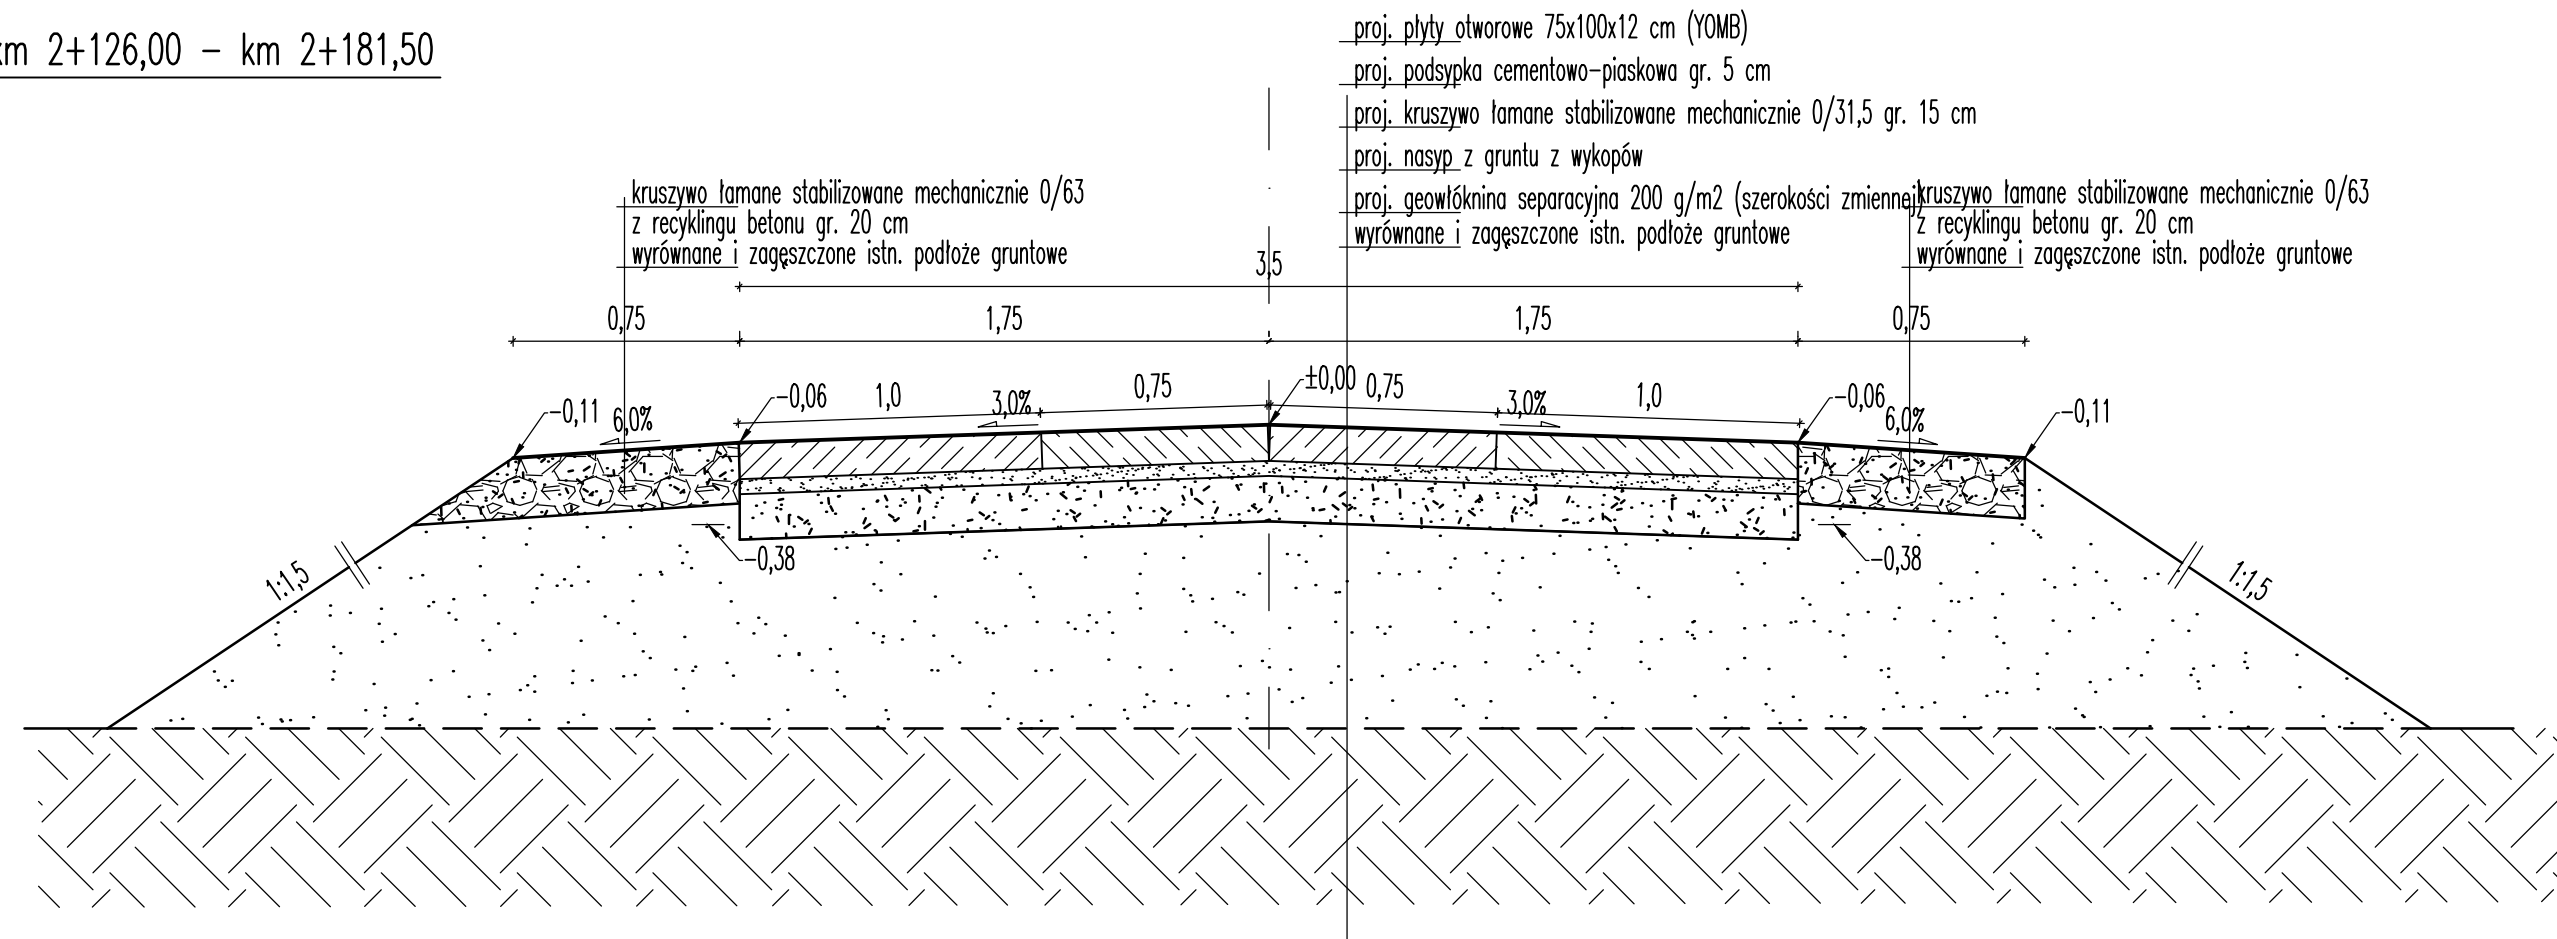 km 2+126,00 - km 2+181,50
proj. płyty otworowe 75x100x12 cm (YOMB)
proj. podsypka cementowo-piaskowa gr. 5 cm
proj. kruszywo łamane stabilizowane mechanicznie 0/31,5 gr. 15 cm
proj. nasyp z gruntu z wykopów
proj. geowłóknina separacyjna 200 g/m2 (szerokości zmiennej)
wyrównane i zagęszczone istn. podłoże gruntowe
kruszywo łamane stabilizowane mechanicznie 0/63
z recyklingu betonu gr. 20 cm
wyrównane i zagęszczone istn. podłoże gruntowe
kruszywo łamane stabilizowane mechanicznie 0/63
z recyklingu betonu gr. 20 cm
wyrównane i zagęszczone istn. podłoże gruntowe
3,5
0,75 1,75 1,75 0,75
-0,11 6,0% -0,06 1,0 3,0% 0,75 ±0,00 0,75 3,0% 1,0 -0,06 6,0% -0,11
-0,38 -0,38
1:1,5 1:1,5